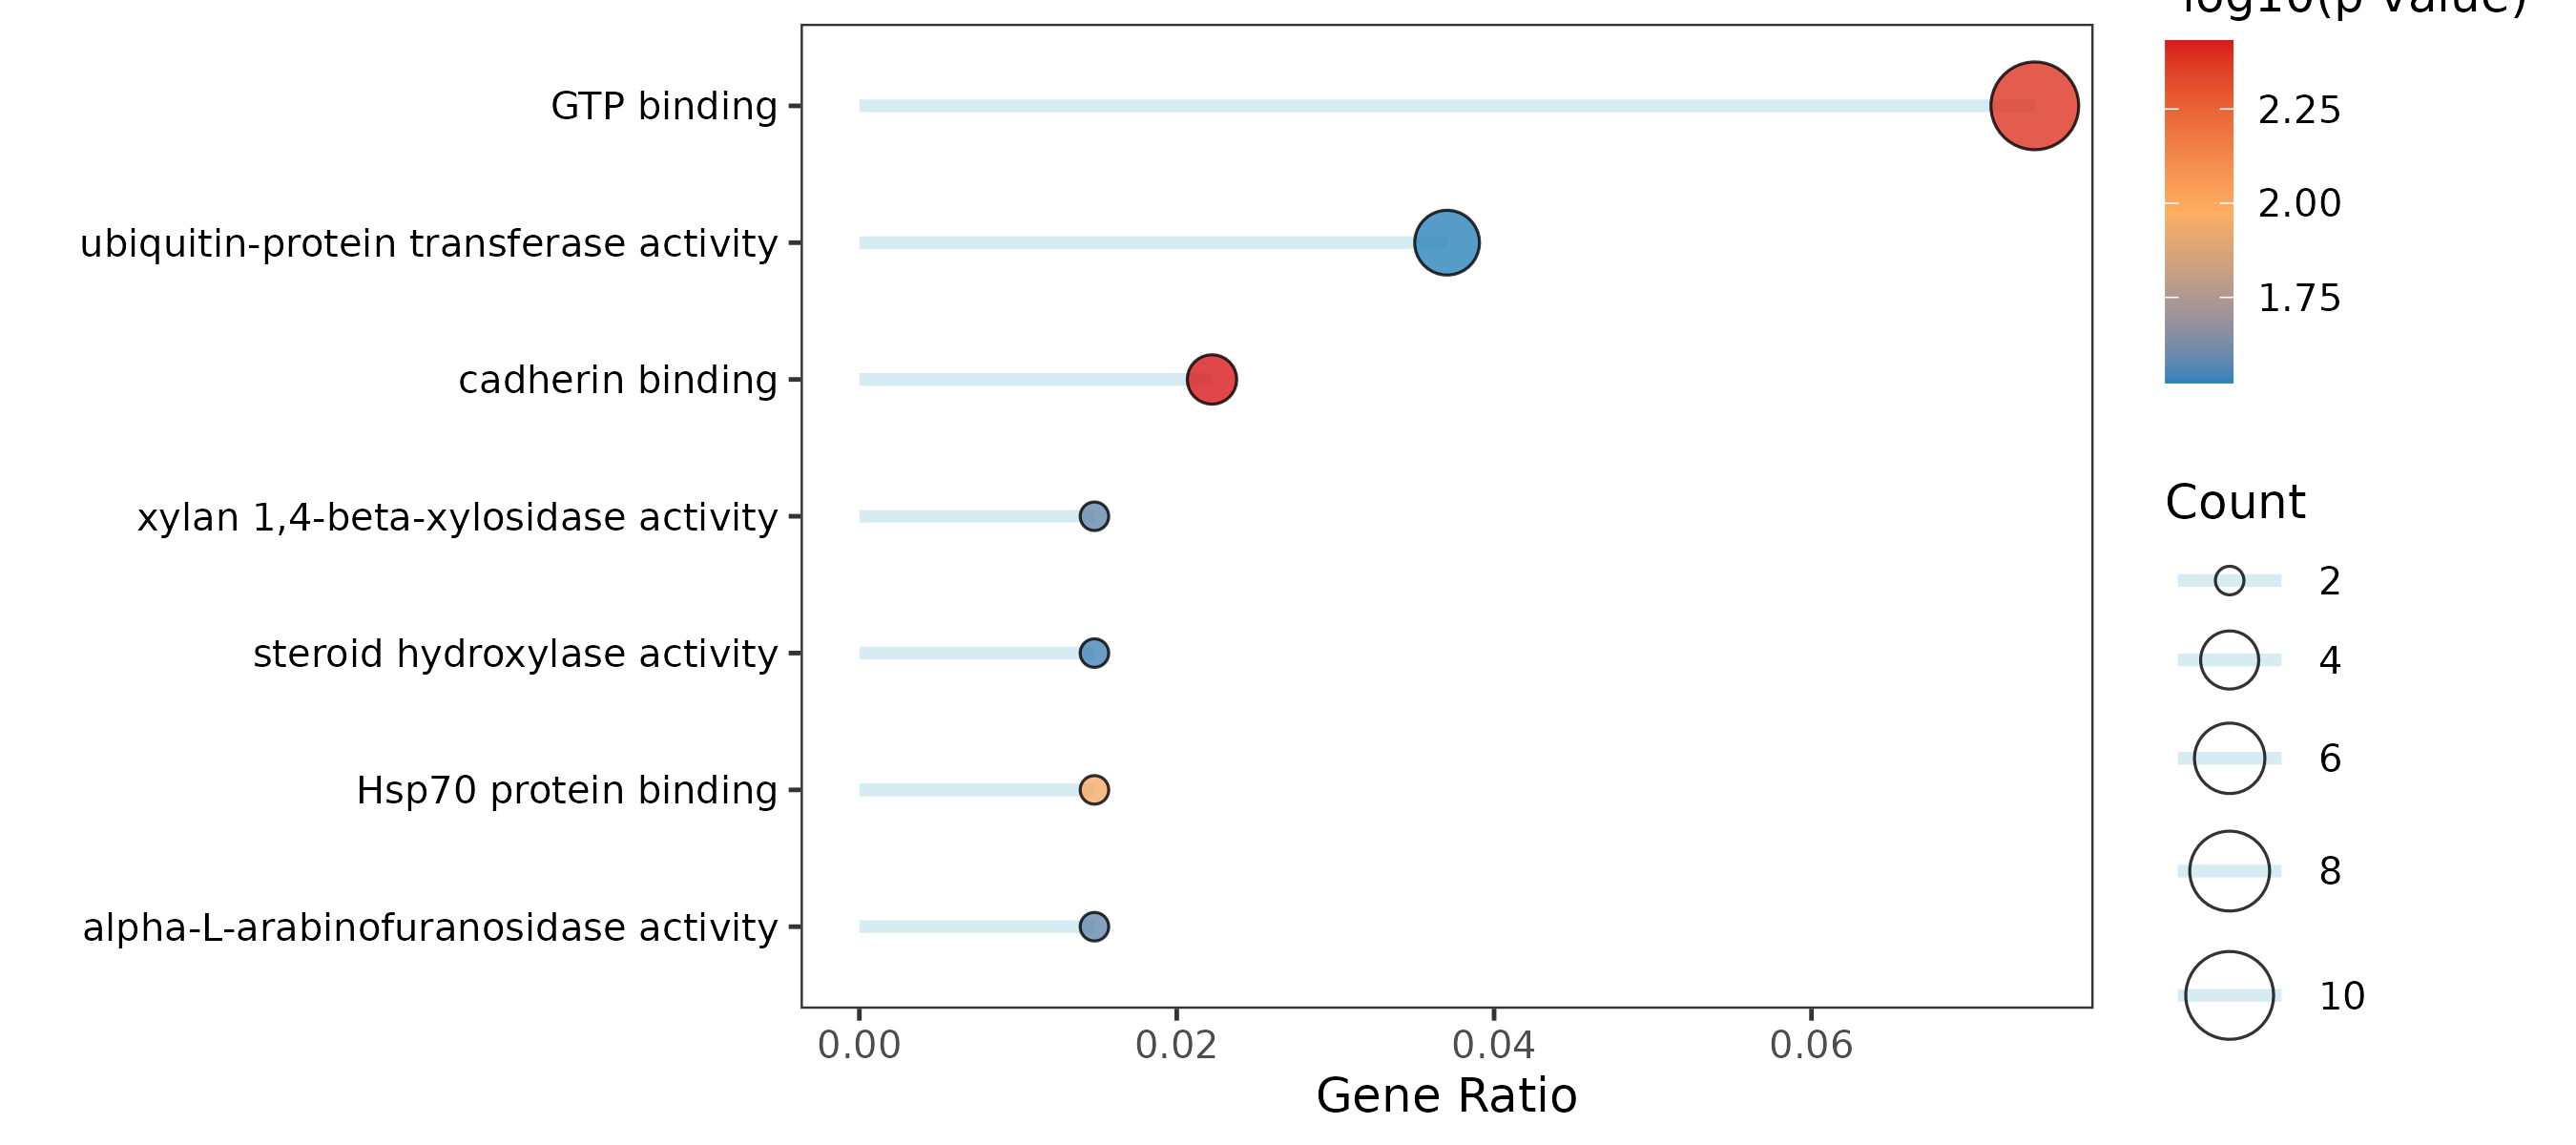 log10(p value)
GTP binding
ubiquitin-protein transferase activity
cadherin binding
xylan 1,4-beta-xylosidase activity
steroid hydroxylase activity
Hsp70 protein binding
alpha-L-arabinofuranosidase activity
0.00 0.02 0.04 0.06
Gene Ratio
2.25
2.00
1.75
Count
2
4
6
8
10